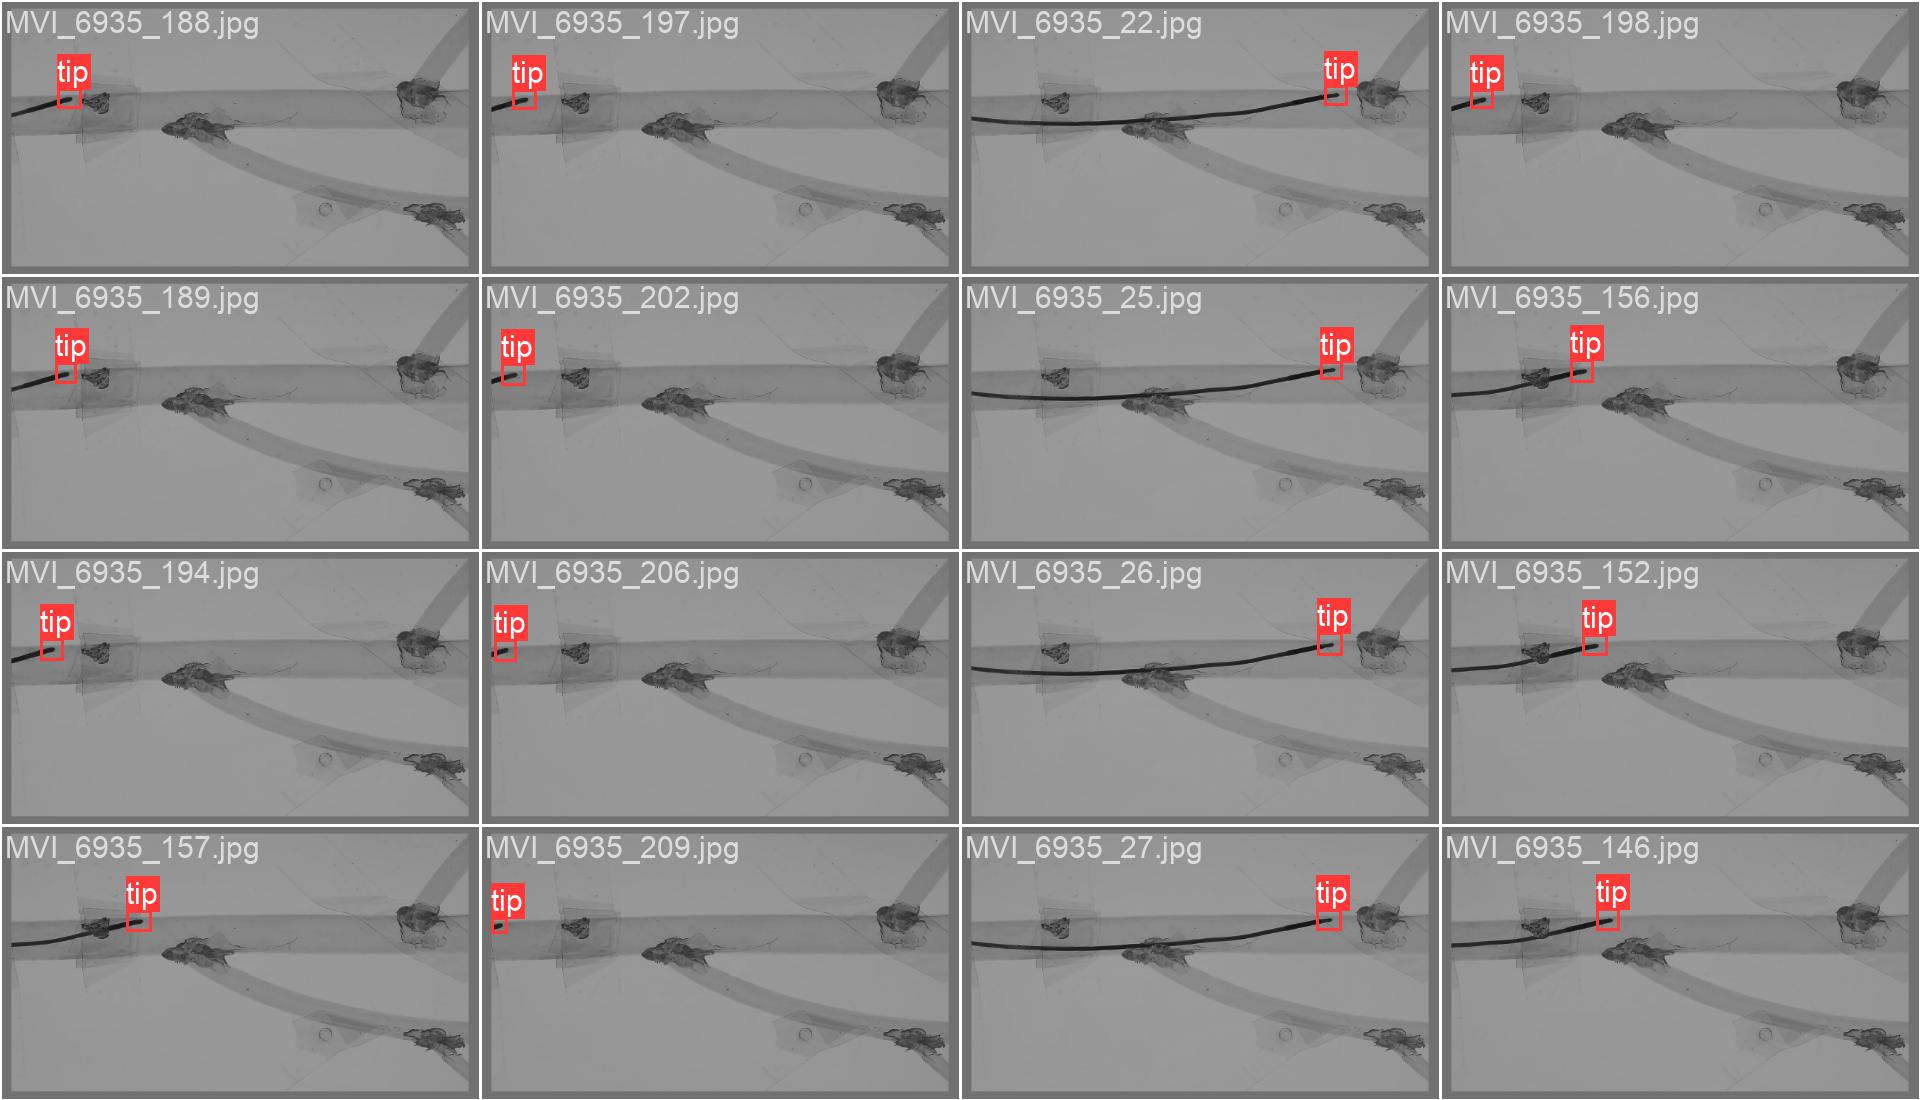 MVI_6935_188.jpg
tip
MVI_6935_197.jpg
tip
MVI_6935_22.jpg
tip
MVI_6935_198.jpg
tip
MVI_6935_189.jpg
tip
MVI_6935_202.jpg
tip
MVI_6935_25.jpg
tip
MVI_6935_156.jpg
tip
MVI_6935_194.jpg
tip
MVI_6935_206.jpg
tip
MVI_6935_26.jpg
tip
MVI_6935_152.jpg
tip
MVI_6935_157.jpg
tip
MVI_6935_209.jpg
tip
MVI_6935_27.jpg
tip
MVI_6935_146.jpg
tip